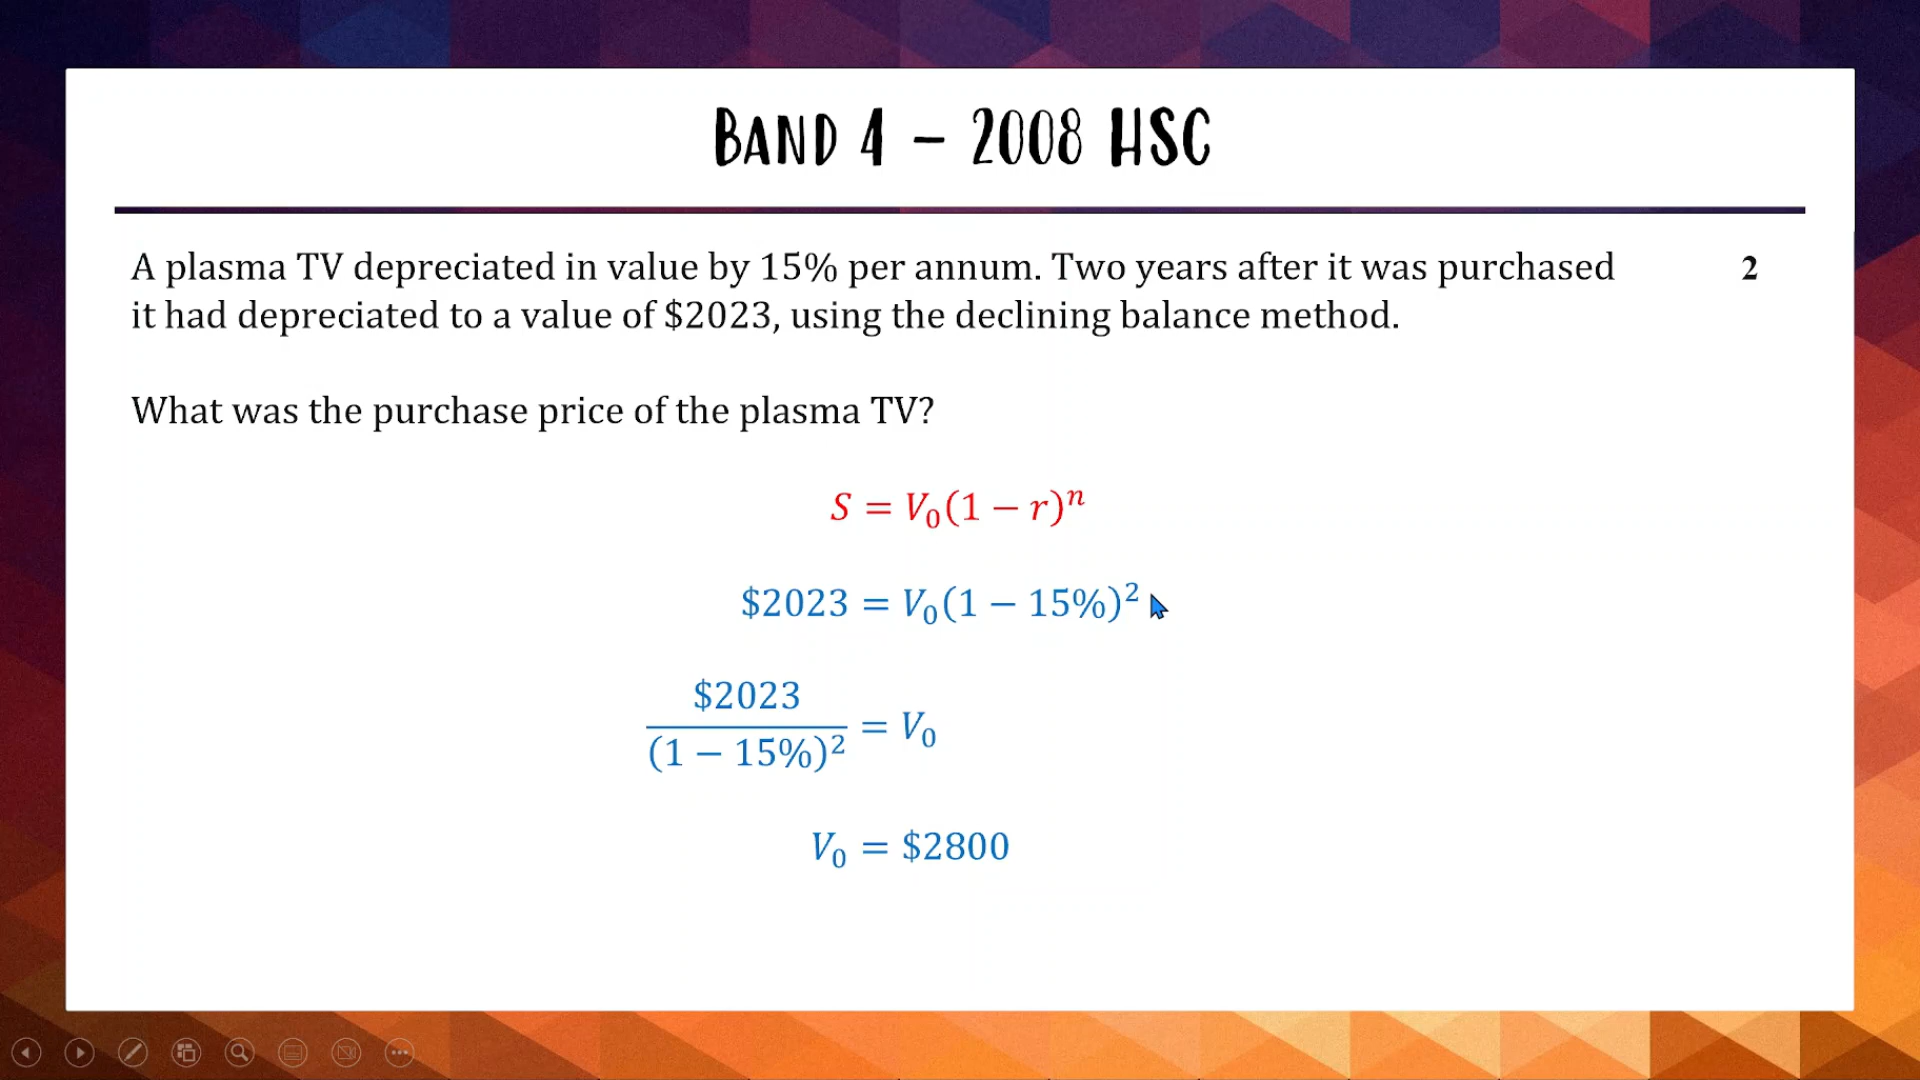 BAND 4 – 2008 HSC
A plasma TV depreciated in value by 15% per annum. Two years after it was purchased 2
it had depreciated to a value of $2023, using the declining balance method.
What was the purchase price of the plasma TV?
S = V₀(1 − r)ⁿ
$2023 = V₀(1 − 15%)²
$2023
(1 − 15%)² = V₀
V₀ = $2800